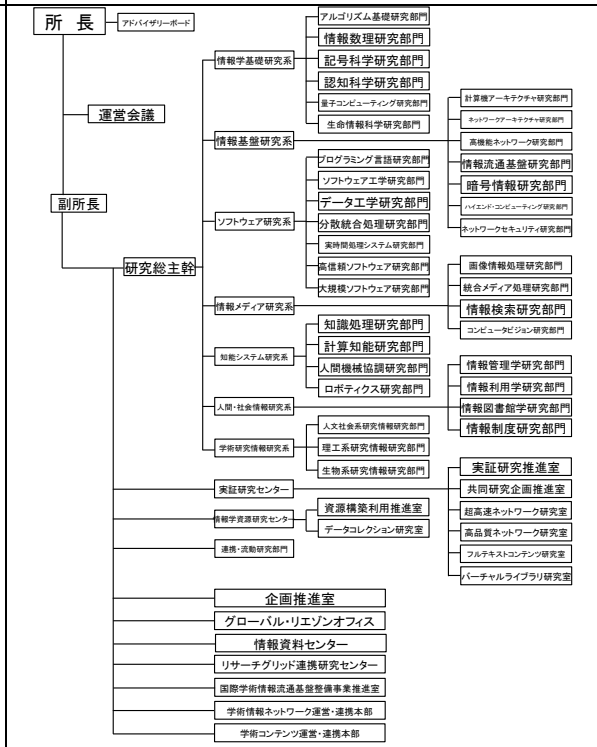 所長
アドバイザリーボード
運営会議
副所長
研究総主幹
情報学基礎研究系
アルゴリズム基礎研究部門
情報数理研究部門
記号科学研究部門
認知科学研究部門
量子コンピューティング研究部門
生命情報科学研究部門
情報基盤研究系
計算機アーキテクチャ研究部門
ネットワークアーキテクチャ研究部門
高機能ネットワーク研究部門
情報流通基盤研究部門
暗号情報研究部門
ハイエンド・コンピューティング研究部門
ネットワークセキュリティ研究部門
ソフトウェア研究系
プログラミング言語研究部門
ソフトウェア工学研究部門
データ工学研究部門
分散統合処理研究部門
実時間処理システム研究部門
高信頼ソフトウェア研究部門
大規模ソフトウェア研究部門
情報メディア研究系
画像情報処理研究部門
統合メディア処理研究部門
情報検索研究部門
コンピュータビジョン研究部門
知能システム研究系
知識処理研究部門
計算知能研究部門
人間機械協調研究部門
ロボティクス研究部門
人間・社会情報研究系
情報管理学研究部門
情報利用学研究部門
情報図書館学研究部門
情報制度研究部門
学術研究情報研究系
人文社会系研究情報研究部門
理工系研究情報研究部門
生物系研究情報研究部門
実証研究センター
実証研究推進室
共同研究企画推進室
超高速ネットワーク研究室
高品質ネットワーク研究室
フルテキストコンテンツ研究室
バーチャルライブラリ研究室
情報学資源研究センター
資源構築利用推進室
データコレクション研究室
連携・流動研究部門
企画推進室
グローバル・リエゾンオフィス
情報資料センター
リサーチグリッド連携研究センター
国際学術情報流通基盤整備事業推進室
学術情報ネットワーク運営・連携本部
学術コンテンツ運営・連携本部